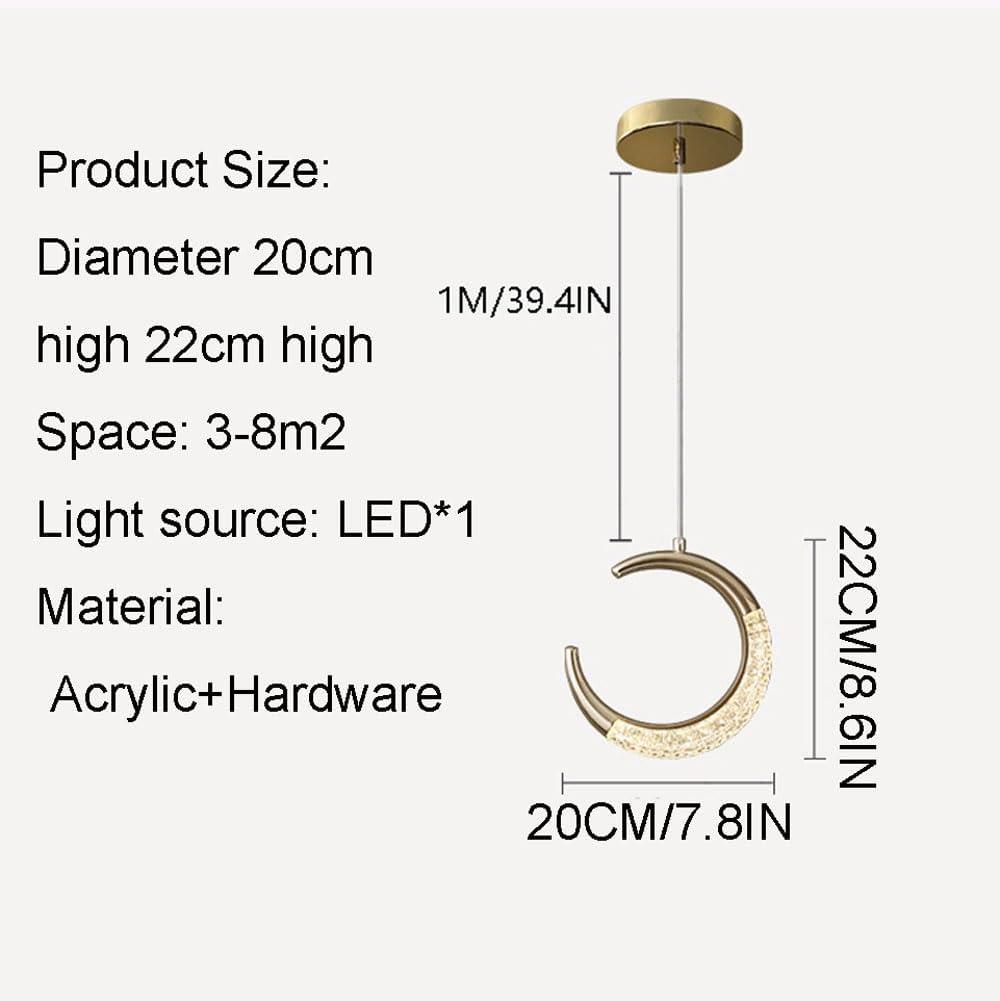 Product Size:
Diameter 20cm
high 22cm high
Space: 3-8m2
Light source: LED*1
Material:
Acrylic+Hardware
1M/39.4IN
22CM/8.6IN
20CM/7.8IN